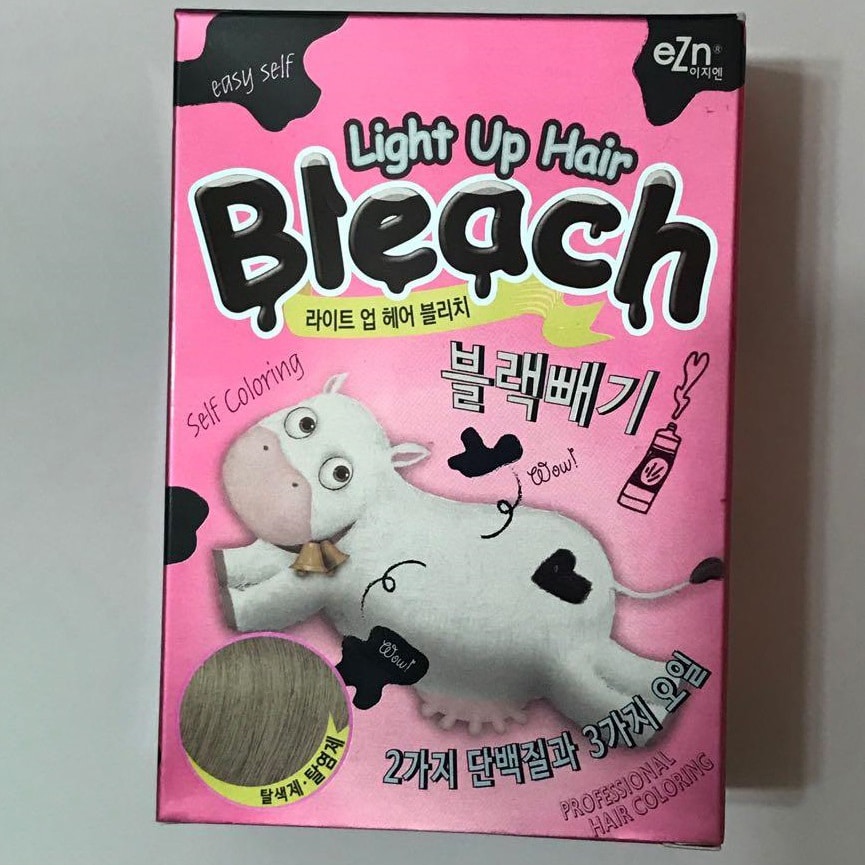 easy self
eZn®
이지엔
Light Up Hair
Bleach
라이트 업 헤어 블리치
블랙빼기
Self Coloring
Wow!
Wow!
2가지 단백질과 3가지 오일
탈색제·탈염제
PROFESSIONAL
HAIR COLORING